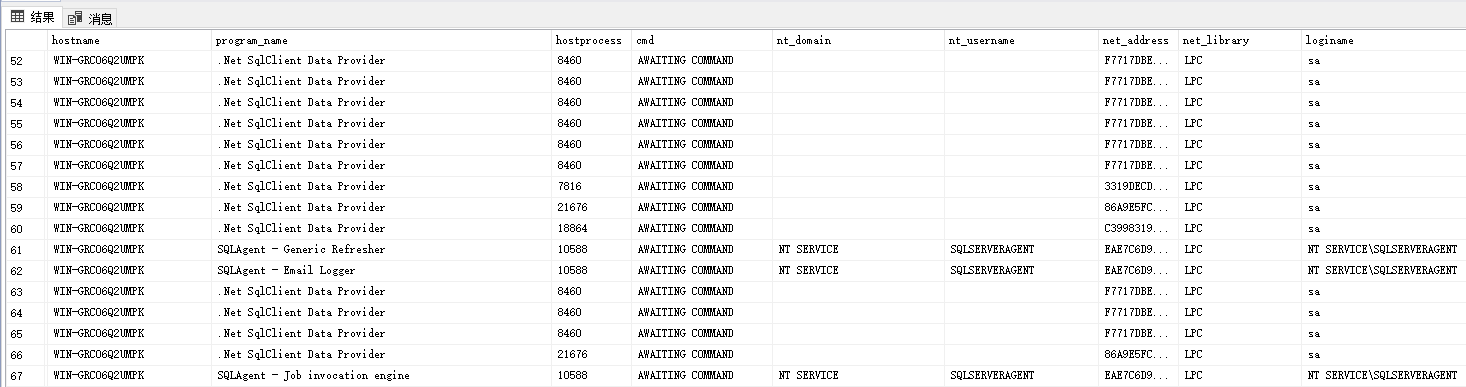 结果 消息
hostname program_name hostprocess cmd nt_domain nt_username net_address net_library loginame
52 WIN-GRCO6Q2UMPK .Net SqlClient Data Provider 8460 AWAITING COMMAND F7717DBE... LPC sa
53 WIN-GRCO6Q2UMPK .Net SqlClient Data Provider 8460 AWAITING COMMAND F7717DBE... LPC sa
54 WIN-GRCO6Q2UMPK .Net SqlClient Data Provider 8460 AWAITING COMMAND F7717DBE... LPC sa
55 WIN-GRCO6Q2UMPK .Net SqlClient Data Provider 8460 AWAITING COMMAND F7717DBE... LPC sa
56 WIN-GRCO6Q2UMPK .Net SqlClient Data Provider 8460 AWAITING COMMAND F7717DBE... LPC sa
57 WIN-GRCO6Q2UMPK .Net SqlClient Data Provider 8460 AWAITING COMMAND F7717DBE... LPC sa
58 WIN-GRCO6Q2UMPK .Net SqlClient Data Provider 7816 AWAITING COMMAND 3319DECD... LPC sa
59 WIN-GRCO6Q2UMPK .Net SqlClient Data Provider 21676 AWAITING COMMAND 86A9E5FC... LPC sa
60 WIN-GRCO6Q2UMPK .Net SqlClient Data Provider 18864 AWAITING COMMAND C3998319... LPC sa
61 WIN-GRCO6Q2UMPK SQLAgent - Generic Refresher 10588 AWAITING COMMAND NT SERVICE SQLSERVERAGENT EAE7C6D9... LPC NT SERVICE\SQLSERVERAGENT
62 WIN-GRCO6Q2UMPK SQLAgent - Email Logger 10588 AWAITING COMMAND NT SERVICE SQLSERVERAGENT EAE7C6D9... LPC NT SERVICE\SQLSERVERAGENT
63 WIN-GRCO6Q2UMPK .Net SqlClient Data Provider 8460 AWAITING COMMAND F7717DBE... LPC sa
64 WIN-GRCO6Q2UMPK .Net SqlClient Data Provider 8460 AWAITING COMMAND F7717DBE... LPC sa
65 WIN-GRCO6Q2UMPK .Net SqlClient Data Provider 8460 AWAITING COMMAND F7717DBE... LPC sa
66 WIN-GRCO6Q2UMPK .Net SqlClient Data Provider 21676 AWAITING COMMAND 86A9E5FC... LPC sa
67 WIN-GRCO6Q2UMPK SQLAgent - Job invocation engine 10588 AWAITING COMMAND NT SERVICE SQLSERVERAGENT EAE7C6D9... LPC NT SERVICE\SQLSERVERAGENT